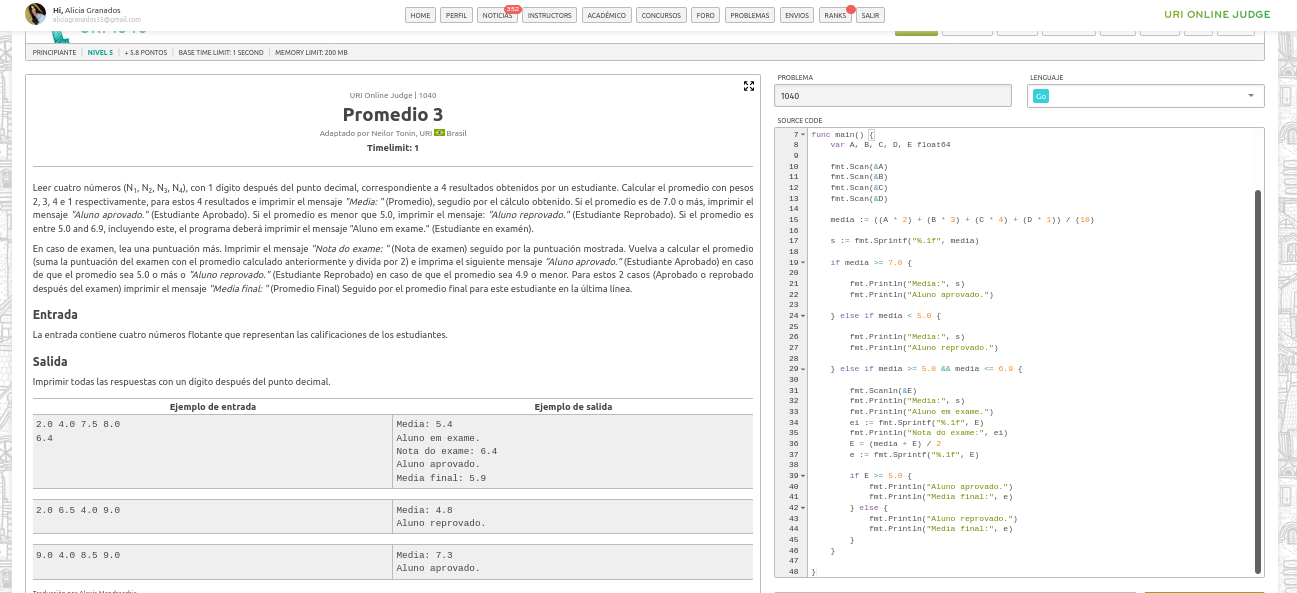 Hi, Alicia Granados
aliciagranados35@gmail.com
HOME PERFIL NOTICIAS 352 INSTRUCTORS ACADÉMICO CONCURSOS FORO PROBLEMAS ENVIOS RANKS SALIR
URI ONLINE JUDGE
PRINCIPIANTE NIVEL 5 + 5.8 PONTOS BASE TIME LIMIT: 1 SECOND MEMORY LIMIT: 200 MB
URI Online Judge | 1040
Promedio 3
Adaptado por Neilor Tonin, URI Brasil
Timelimit: 1
Leer cuatro números (N1, N2, N3, N4), con 1 dígito después del punto decimal, correspondiente a 4 resultados obtenidos por un estudiante. Calcular el promedio con pesos
2, 3, 4 e 1 respectivamente, para estos 4 resultados e imprimir el mensaje "Media: " (Promedio), segudio por el cálculo obtenido. Si el promedio es de 7.0 o más, imprimir el
mensaje "Aluno aprovado." (Estudiante Aprobado). Si el promedio es menor que 5.0, imprimir el mensaje: "Aluno reprovado." (Estudiante Reprobado). Si el promedio es
entre 5.0 and 6.9, incluyendo este, el programa deberá imprimir el mensaje "Aluno em exame." (Estudiante en examén).
En caso de examen, lea una puntuación más. Imprimir el mensaje "Nota do exame: " (Nota de examen) seguido por la puntuación mostrada. Vuelva a calcular el promedio
(suma la puntuación del examen con el promedio calculado anteriormente y divida por 2) e imprima el siguiente mensaje "Aluno aprovado." (Estudiante Aprobado) en caso
de que el promedio sea 5.0 o más o "Aluno reprovado." (Estudiante Reprobado) en caso de que el promedio sea 4.9 o menor. Para estos 2 casos (Aprobado o reprobado
después del examen) imprimir el mensaje "Media final: " (Promedio Final) Seguido por el promedio final para este estudiante en la última línea.
Entrada
La entrada contiene cuatro números flotante que representan las calificaciones de los estudiantes.
Salida
Imprimir todas las respuestas con un dígito después del punto decimal.
Ejemplo de entrada Ejemplo de salida
2.0 4.0 7.5 8.0
6.4
Media: 5.4
Aluno em exame.
Nota do exame: 6.4
Aluno aprovado.
Media final: 5.9
2.0 6.5 4.0 9.0
Media: 4.8
Aluno reprovado.
9.0 4.0 8.5 9.0
Media: 7.3
Aluno aprovado.
PROBLEMA
1040
LENGUAJE
Go
SOURCE CODE
7 func main() {
8 var A, B, C, D, E float64
9
10 fmt.Scan(&A)
11 fmt.Scan(&B)
12 fmt.Scan(&C)
13 fmt.Scan(&D)
14
15 media := ((A * 2) + (B * 3) + (C * 4) + (D * 1)) / (10)
16
17 s := fmt.Sprintf("%.1f", media)
18
19 if media >= 7.0 {
20
21 fmt.Println("Media:", s)
22 fmt.Println("Aluno aprovado.")
23
24 } else if media < 5.0 {
25
26 fmt.Println("Media:", s)
27 fmt.Println("Aluno reprovado.")
28
29 } else if media >= 5.0 && media <= 6.9 {
30
31 fmt.Scanln(&E)
32 fmt.Println("Media:", s)
33 fmt.Println("Aluno em exame.")
34 ei := fmt.Sprintf("%.1f", E)
35 fmt.Println("Nota do exame:", ei)
36 E = (media + E) / 2
37 e := fmt.Sprintf("%.1f", E)
38
39 if E >= 5.0 {
40 fmt.Println("Aluno aprovado.")
41 fmt.Println("Media final:", e)
42 } else {
43 fmt.Println("Aluno reprovado.")
44 fmt.Println("Media final:", e)
45 }
46 }
47
48 }